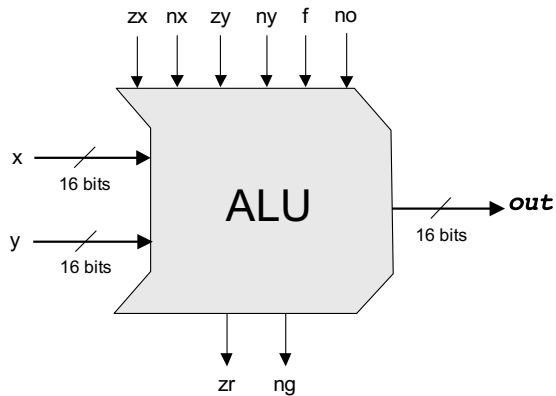 zx nx zy ny f no
x
16 bits
ALU
out
16 bits
y
16 bits
zr ng